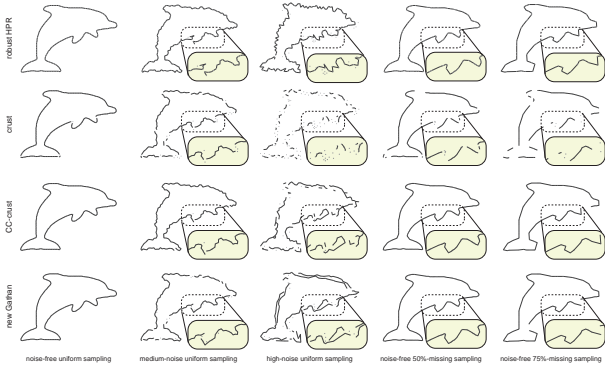 robust HPR
crust
CC-crust
new Gathan
noise-free uniform sampling
medium-noise uniform sampling
high-noise uniform sampling
noise-free 50%-missing sampling
noise-free 75%-missing sampling